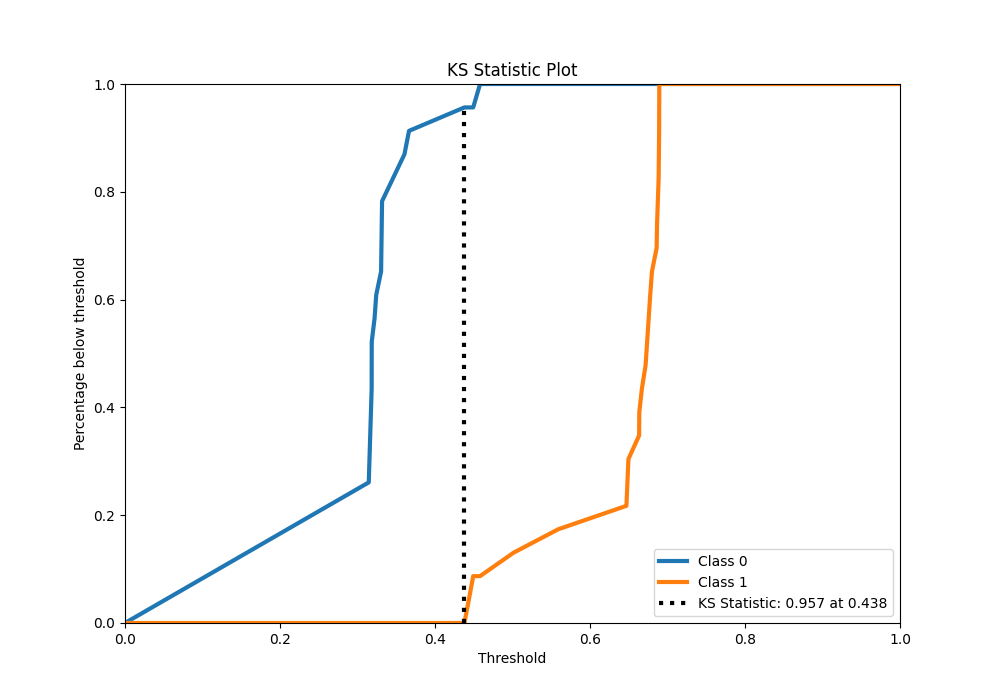 KS Statistic Plot
Percentage below threshold
1.0
0.8
0.6
0.4
0.2
0.0
0.0 0.2 0.4 0.6 0.8 1.0
Threshold
Class 0
Class 1
KS Statistic: 0.957 at 0.438